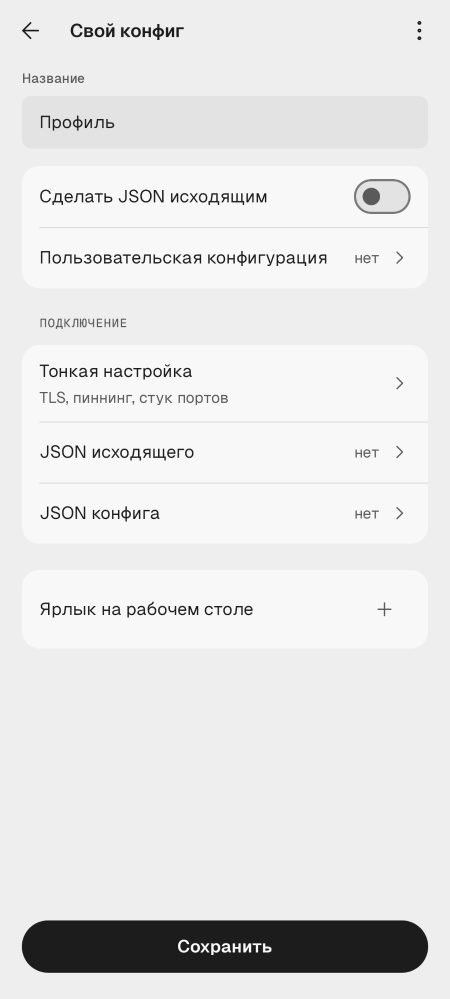 Свой конфиг
Название
Профиль
Сделать JSON исходящим
Пользовательская конфигурация нет
ПОДКЛЮЧЕНИЕ
Тонкая настройка
TLS, пиннинг, стук портов
JSON исходящего нет
JSON конфига нет
Ярлык на рабочем столе
Сохранить